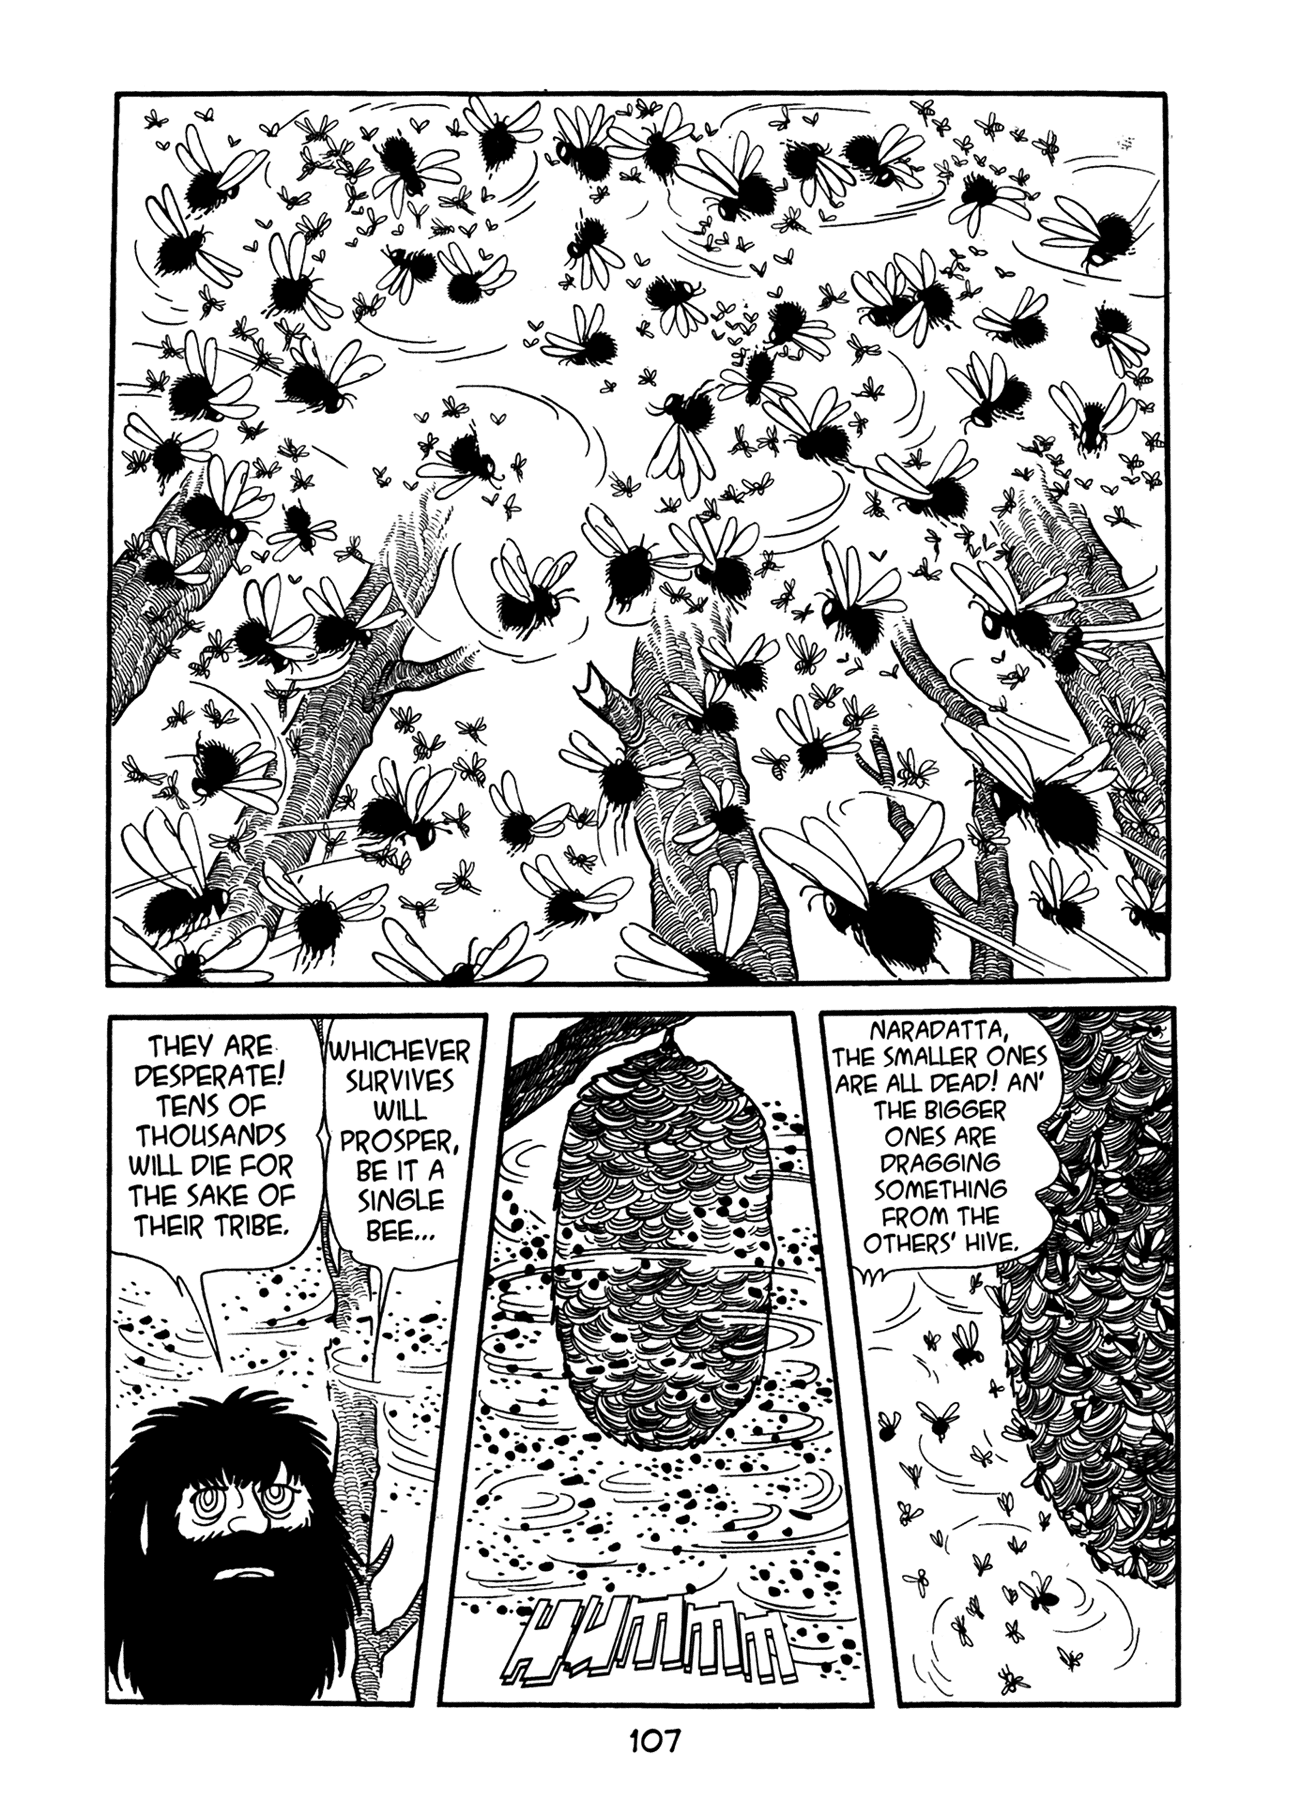 THEY ARE
DESPERATE!
TENS OF
THOUSANDS
WILL DIE FOR
THE SAKE OF
THEIR TRIBE.
WHICHEVER
SURVIVES
WILL
PROSPER,
BE IT A
SINGLE
BEE...
HUMMM
NARADATTA,
THE SMALLER ONES
ARE ALL DEAD! AN'
THE BIGGER
ONES ARE
DRAGGING
SOMETHING
FROM THE
OTHERS' HIVE.
107